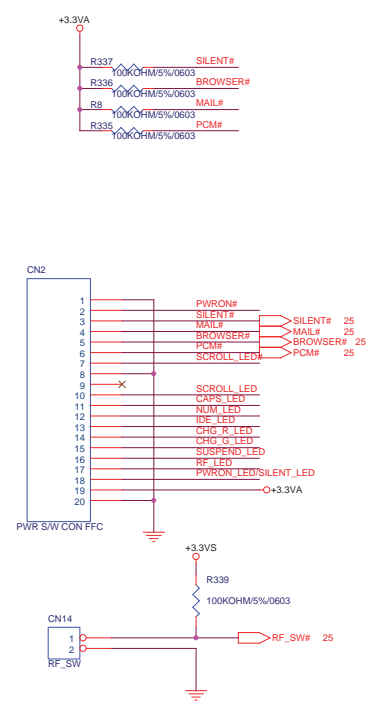 +3.3VA
R337 SILENT#
100KOHM/5%/0603
R336 BROWSER#
100KOHM/5%/0603
R8 MAIL#
100KOHM/5%/0603
R335 PCM#
100KOHM/5%/0603
CN2
1
2 PWRON#
3 SILENT# SILENT# 25
4 MAIL# MAIL# 25
5 BROWSER# BROWSER# 25
6 PCM# PCM# 25
7 SCROLL_LED#
8
9
10 SCROLL_LED
11 CAPS_LED
12 NUM_LED
13 IDE_LED
14 CHG_R_LED
15 CHG_G_LED
16 SUSPEND_LED
17 RF_LED
18 PWRON_LED/SILENT_LED
19 +3.3VA
20
PWR S/W CON FFC
+3.3VS
R339
100KOHM/5%/0603
CN14
1 RF_SW# 25
2
RF_SW